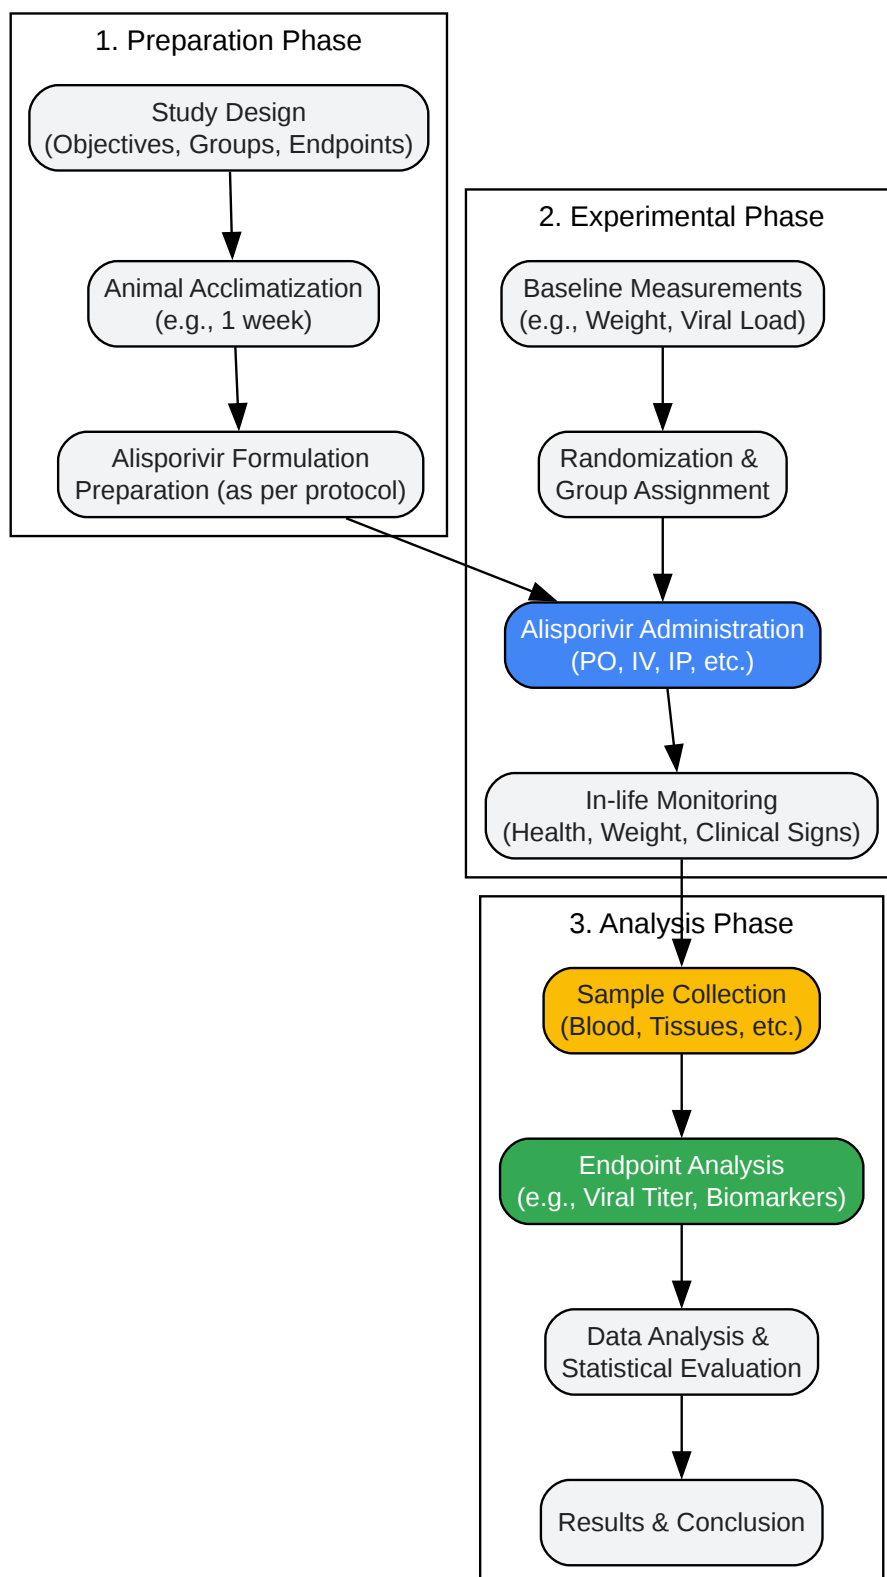 1. Preparation Phase
Study Design
(Objectives, Groups, Endpoints)
Animal Acclimatization
(e.g., 1 week)
Alisporivir Formulation
Preparation (as per protocol)
2. Experimental Phase
Baseline Measurements
(e.g., Weight, Viral Load)
Randomization &
Group Assignment
Alisporivir Administration
(PO, IV, IP, etc.)
In-life Monitoring
(Health, Weight, Clinical Signs)
3. Analysis Phase
Sample Collection
(Blood, Tissues, etc.)
Endpoint Analysis
(e.g., Viral Titer, Biomarkers)
Data Analysis &
Statistical Evaluation
Results & Conclusion